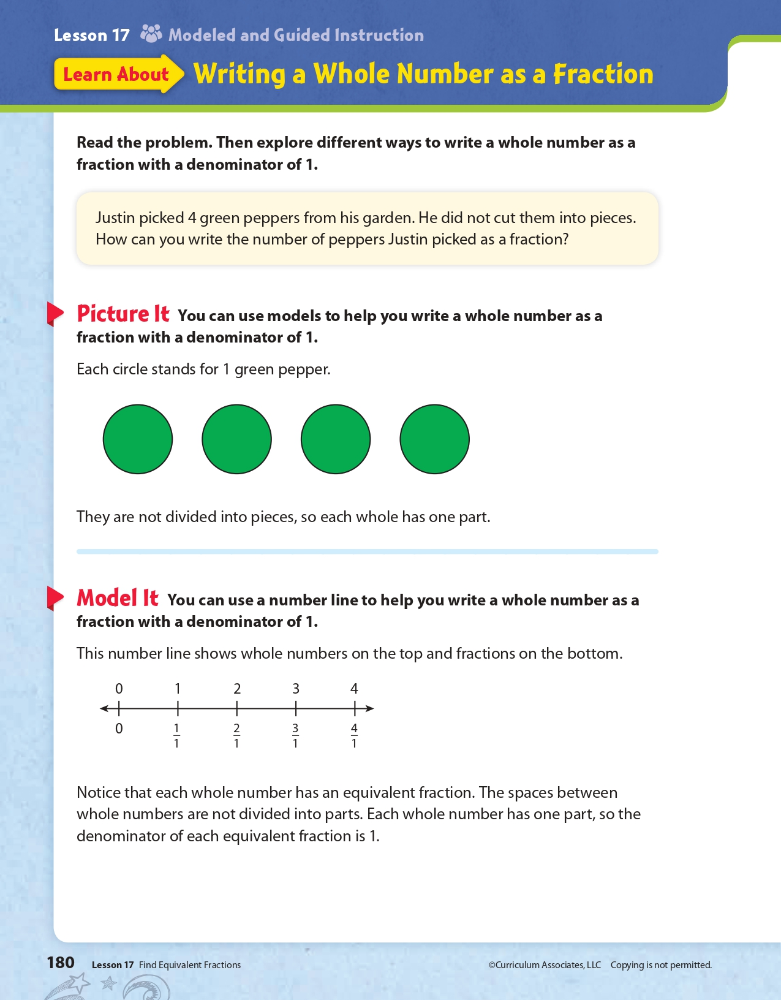 Lesson 17 Modeled and Guided Instruction
Learn About Writing a Whole Number as a Fraction
Read the problem. Then explore different ways to write a whole number as a
fraction with a denominator of 1.
Justin picked 4 green peppers from his garden. He did not cut them into pieces.
How can you write the number of peppers Justin picked as a fraction?
Picture It You can use models to help you write a whole number as a
fraction with a denominator of 1.
Each circle stands for 1 green pepper.
They are not divided into pieces, so each whole has one part.
Model It You can use a number line to help you write a whole number as a
fraction with a denominator of 1.
This number line shows whole numbers on the top and fractions on the bottom.
0 1 2 3 4
0 1/1 2/1 3/1 4/1
Notice that each whole number has an equivalent fraction. The spaces between
whole numbers are not divided into parts. Each whole number has one part, so the
denominator of each equivalent fraction is 1.
180 Lesson 17 Find Equivalent Fractions ©Curriculum Associates, LLC Copying is not permitted.